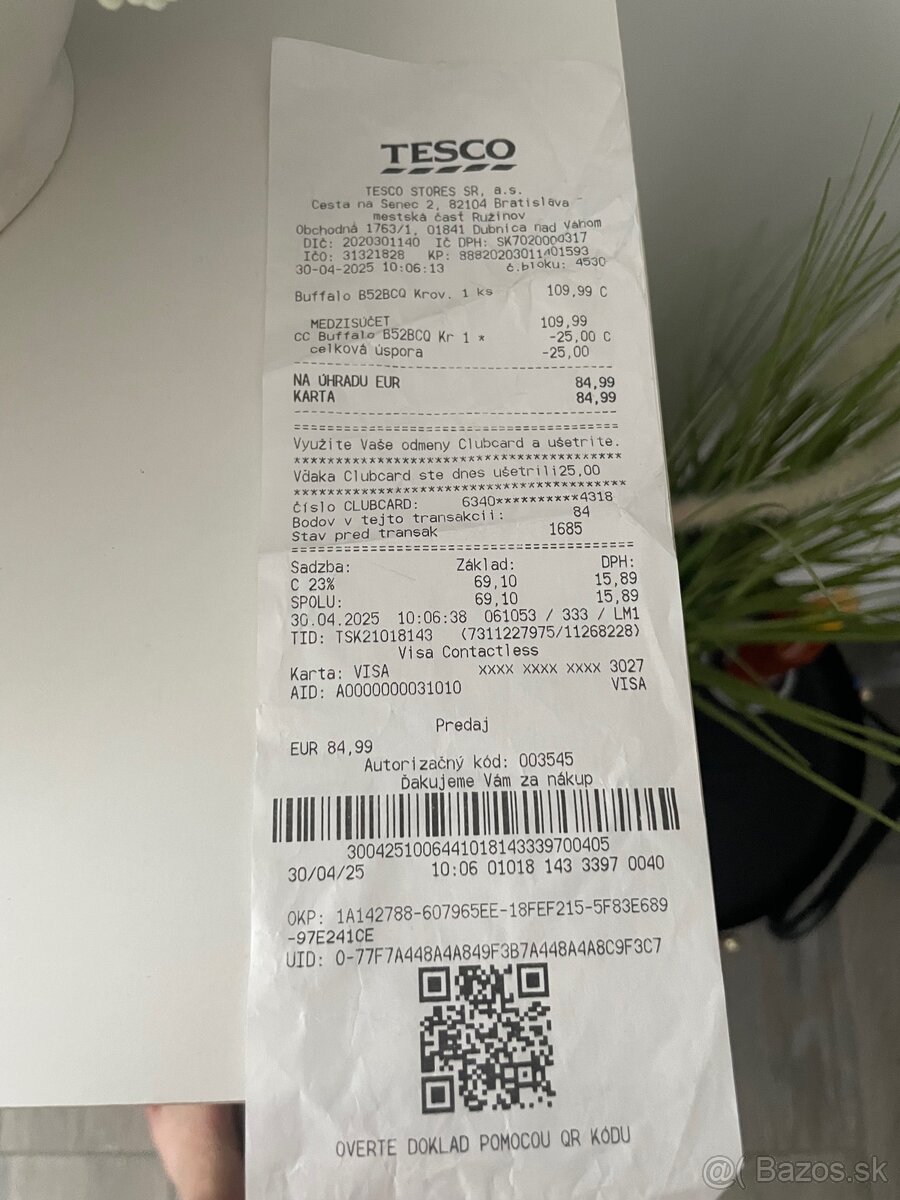 TESCO
TESCO STORES SR, a.s.
Cesta na Senec 2, 82104 Bratislava -
mestská časť Ružinov
Obchodná 1763/1, 01841 Dubnica nad Váhom
DIČ: 2020301140 IČ DPH: SK7020000317
IČO: 31321828 KP: 88820203011401593
30-04-2025 10:06:13 č.bloku: 4530
Buffalo B52BCQ Krov. 1 ks 109,99 C
MEDZISÚČET 109,99
CC Buffalo B52BCQ Kr 1 * -25,00 C
celková úspora -25,00
NA ÚHRADU EUR 84,99
KARTA 84,99
Využite Vaše odmeny Clubcard a ušetrite.
Vďaka Clubcard ste dnes ušetrili25,00
Číslo CLUBCARD: 6340**********4318
Bodov v tejto transakcii: 84
Stav pred transak 1685
Sadzba: Základ: DPH:
C 23% 69,10 15,89
SPOLU: 69,10 15,89
30.04.2025 10:06:38 061053 / 333 / LM1
TID: TSK21018143 (7311227975/11268228)
Visa Contactless
Karta: VISA XXXX XXXX XXXX 3027
AID: A0000000031010 VISA
Predaj
EUR 84,99
Autorizačný kód: 003545
Ďakujeme Vám za nákup
3004251006441018143339700405
30/04/25 10:06 01018 143 3397 0040
OKP: 1A142788-607965EE-18FEF215-5F83E689
-97E241CE
UID: O-77F7A448A4A849F3B7A448A4A8C9F3C7
OVERTE DOKLAD POMOCOU QR KÓDU
@( Bazos.sk